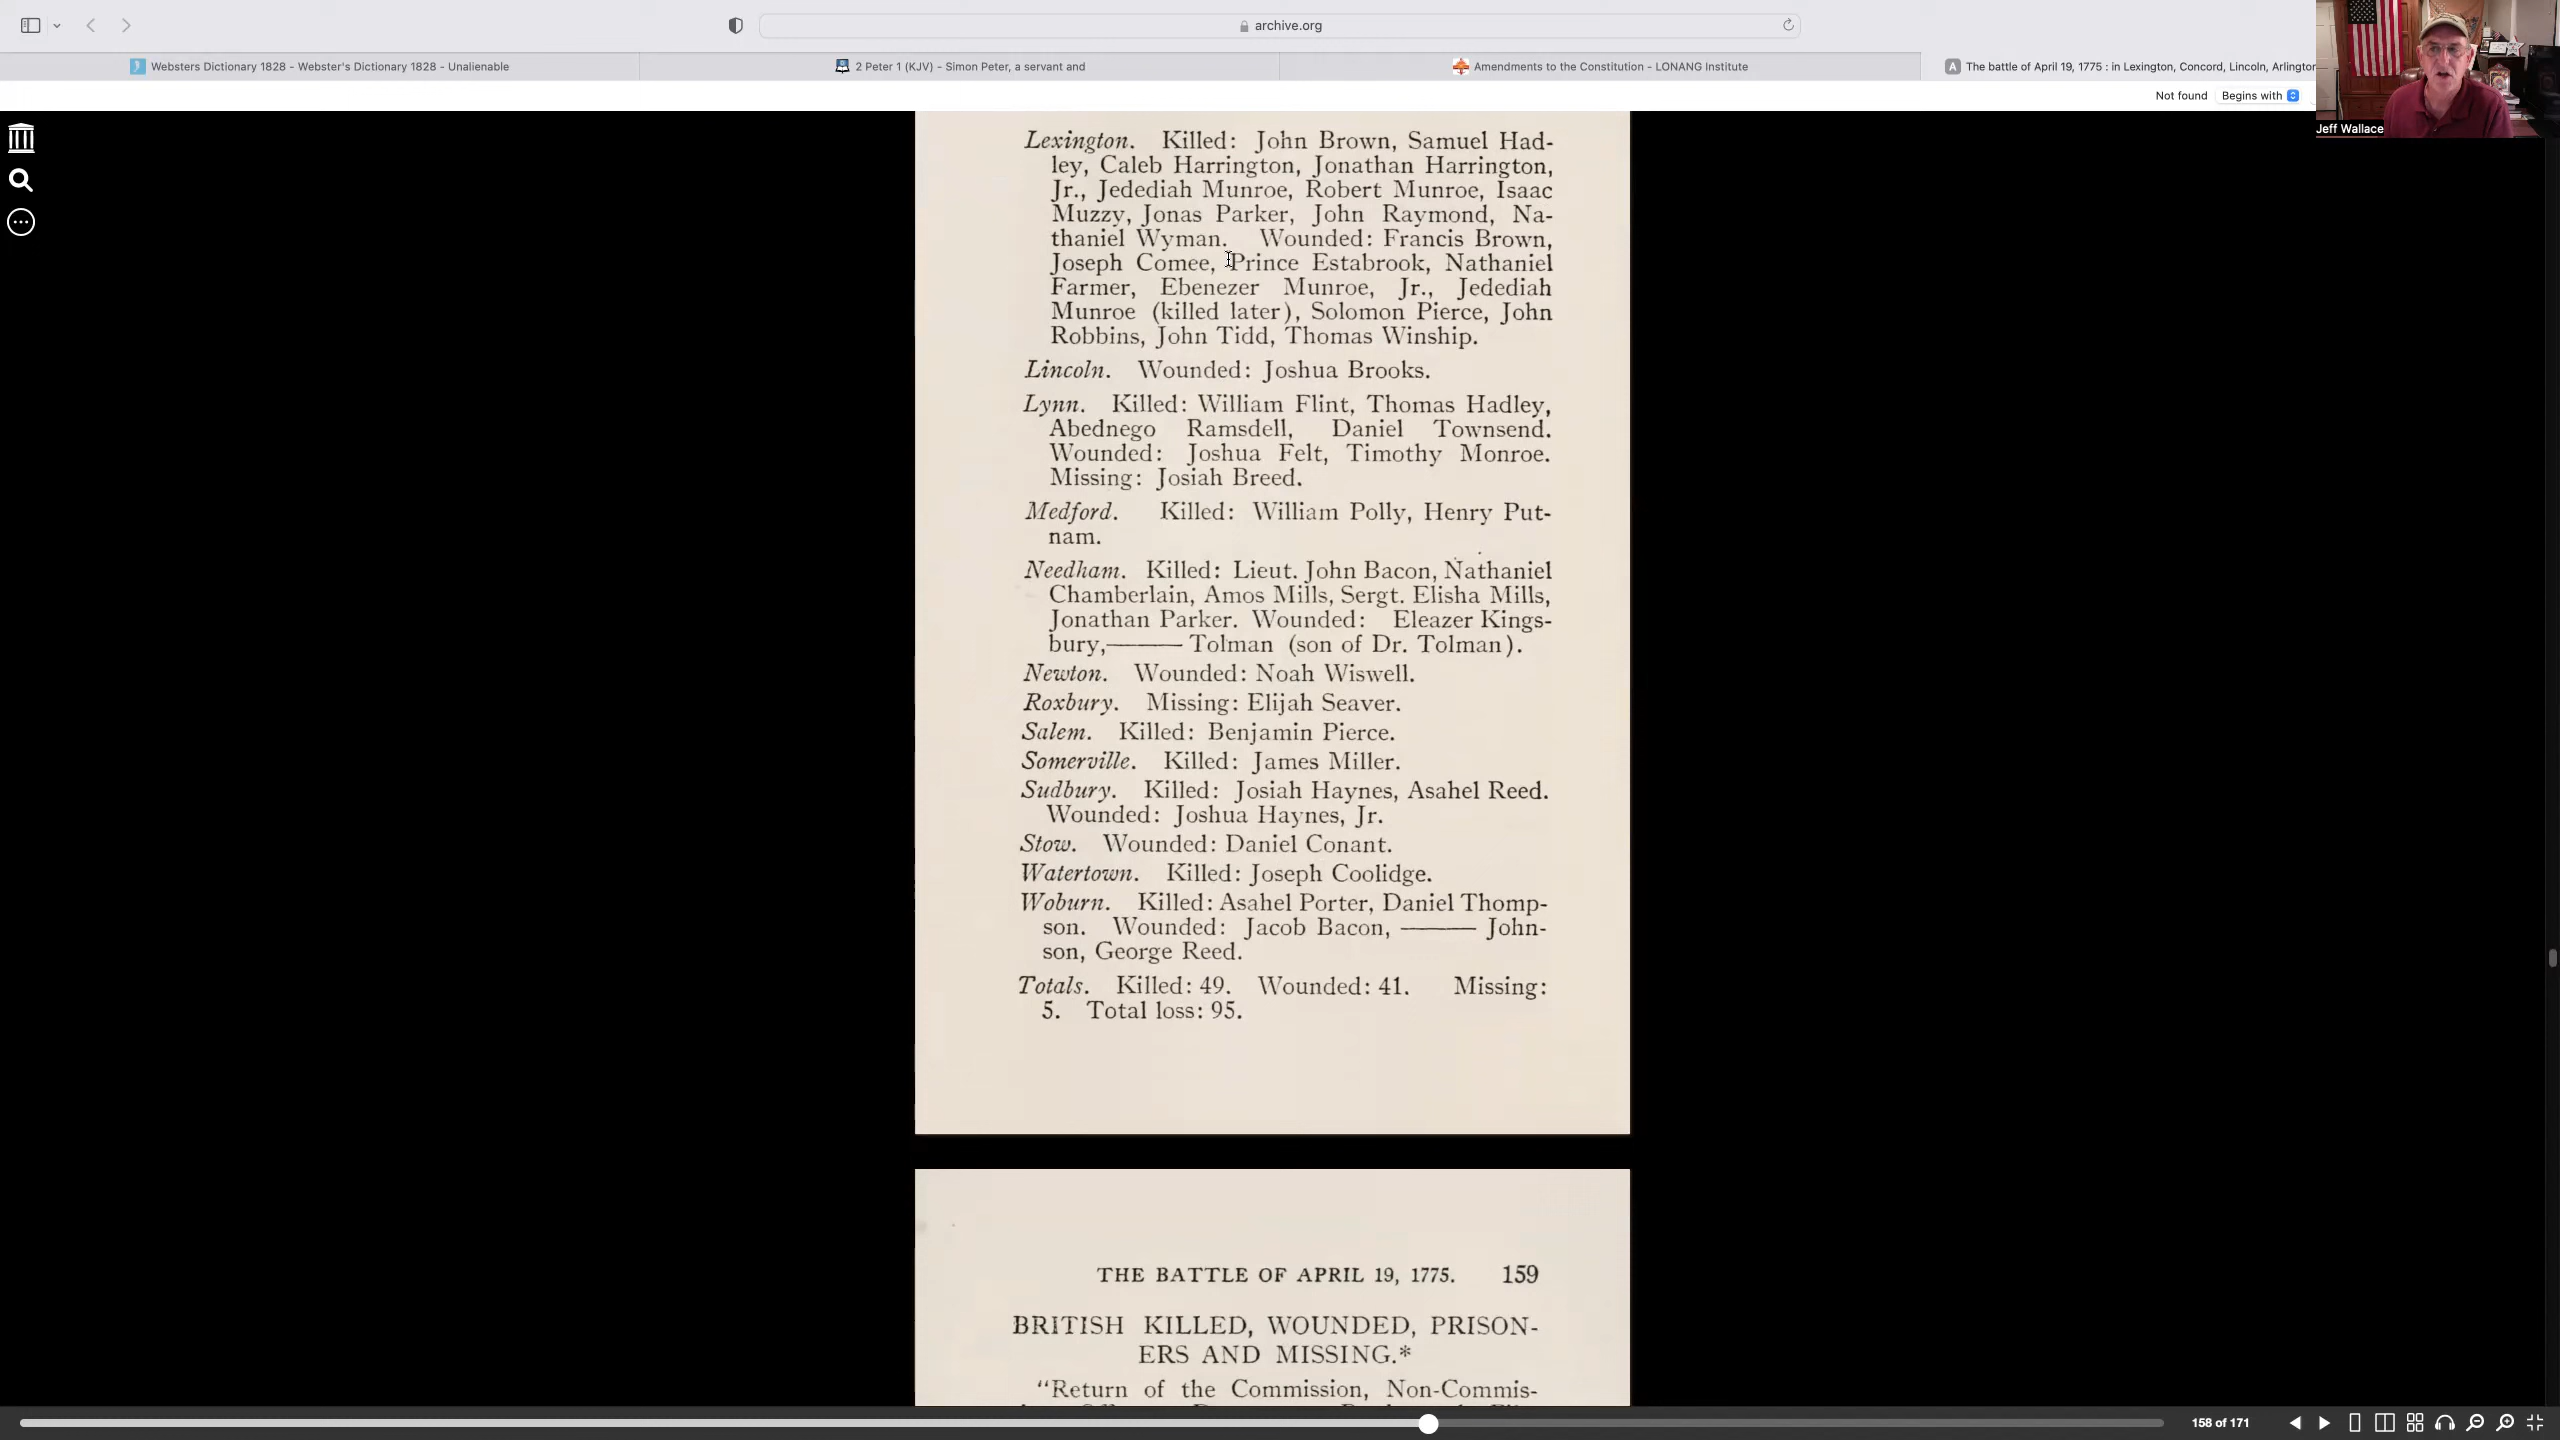 archive.org
Websters Dictionary 1828 - Webster's Dictionary 1828 - Unalienable
2 Peter 1 (KJV) - Simon Peter, a servant and
Amendments to the Constitution - LONANG Institute
A The battle of April 19, 1775 : in Lexington, Concord, Lincoln, Arlington
Not found
Begins with
Jeff Wallace
Lexington. Killed: John Brown, Samuel Had-
ley, Caleb Harrington, Jonathan Harrington,
Jr., Jedediah Munroe, Robert Munroe, Isaac
Muzzy, Jonas Parker, John Raymond, Na-
thaniel Wyman. Wounded: Francis Brown,
Joseph Comee, Prince Estabrook, Nathaniel
Farmer, Ebenezer Munroe, Jr., Jedediah
Munroe (killed later), Solomon Pierce, John
Robbins, John Tidd, Thomas Winship.
Lincoln. Wounded: Joshua Brooks.
Lynn. Killed: William Flint, Thomas Hadley,
Abednego Ramsdell, Daniel Townsend.
Wounded: Joshua Felt, Timothy Monroe.
Missing: Josiah Breed.
Medford. Killed: William Polly, Henry Put-
nam.
Needham. Killed: Lieut. John Bacon, Nathaniel
Chamberlain, Amos Mills, Sergt. Elisha Mills,
Jonathan Parker. Wounded: Eleazer Kings-
bury,——— Tolman (son of Dr. Tolman).
Newton. Wounded: Noah Wiswell.
Roxbury. Missing: Elijah Seaver.
Salem. Killed: Benjamin Pierce.
Somerville. Killed: James Miller.
Sudbury. Killed: Josiah Haynes, Asahel Reed.
Wounded: Joshua Haynes, Jr.
Stow. Wounded: Daniel Conant.
Watertown. Killed: Joseph Coolidge.
Woburn. Killed: Asahel Porter, Daniel Thomp-
son. Wounded: Jacob Bacon, ——— John-
son, George Reed.
Totals. Killed: 49. Wounded: 41. Missing:
5. Total loss: 95.
THE BATTLE OF APRIL 19, 1775. 159
BRITISH KILLED, WOUNDED, PRISON-
ERS AND MISSING.*
"Return of the Commission, Non-Commis-
158 of 171